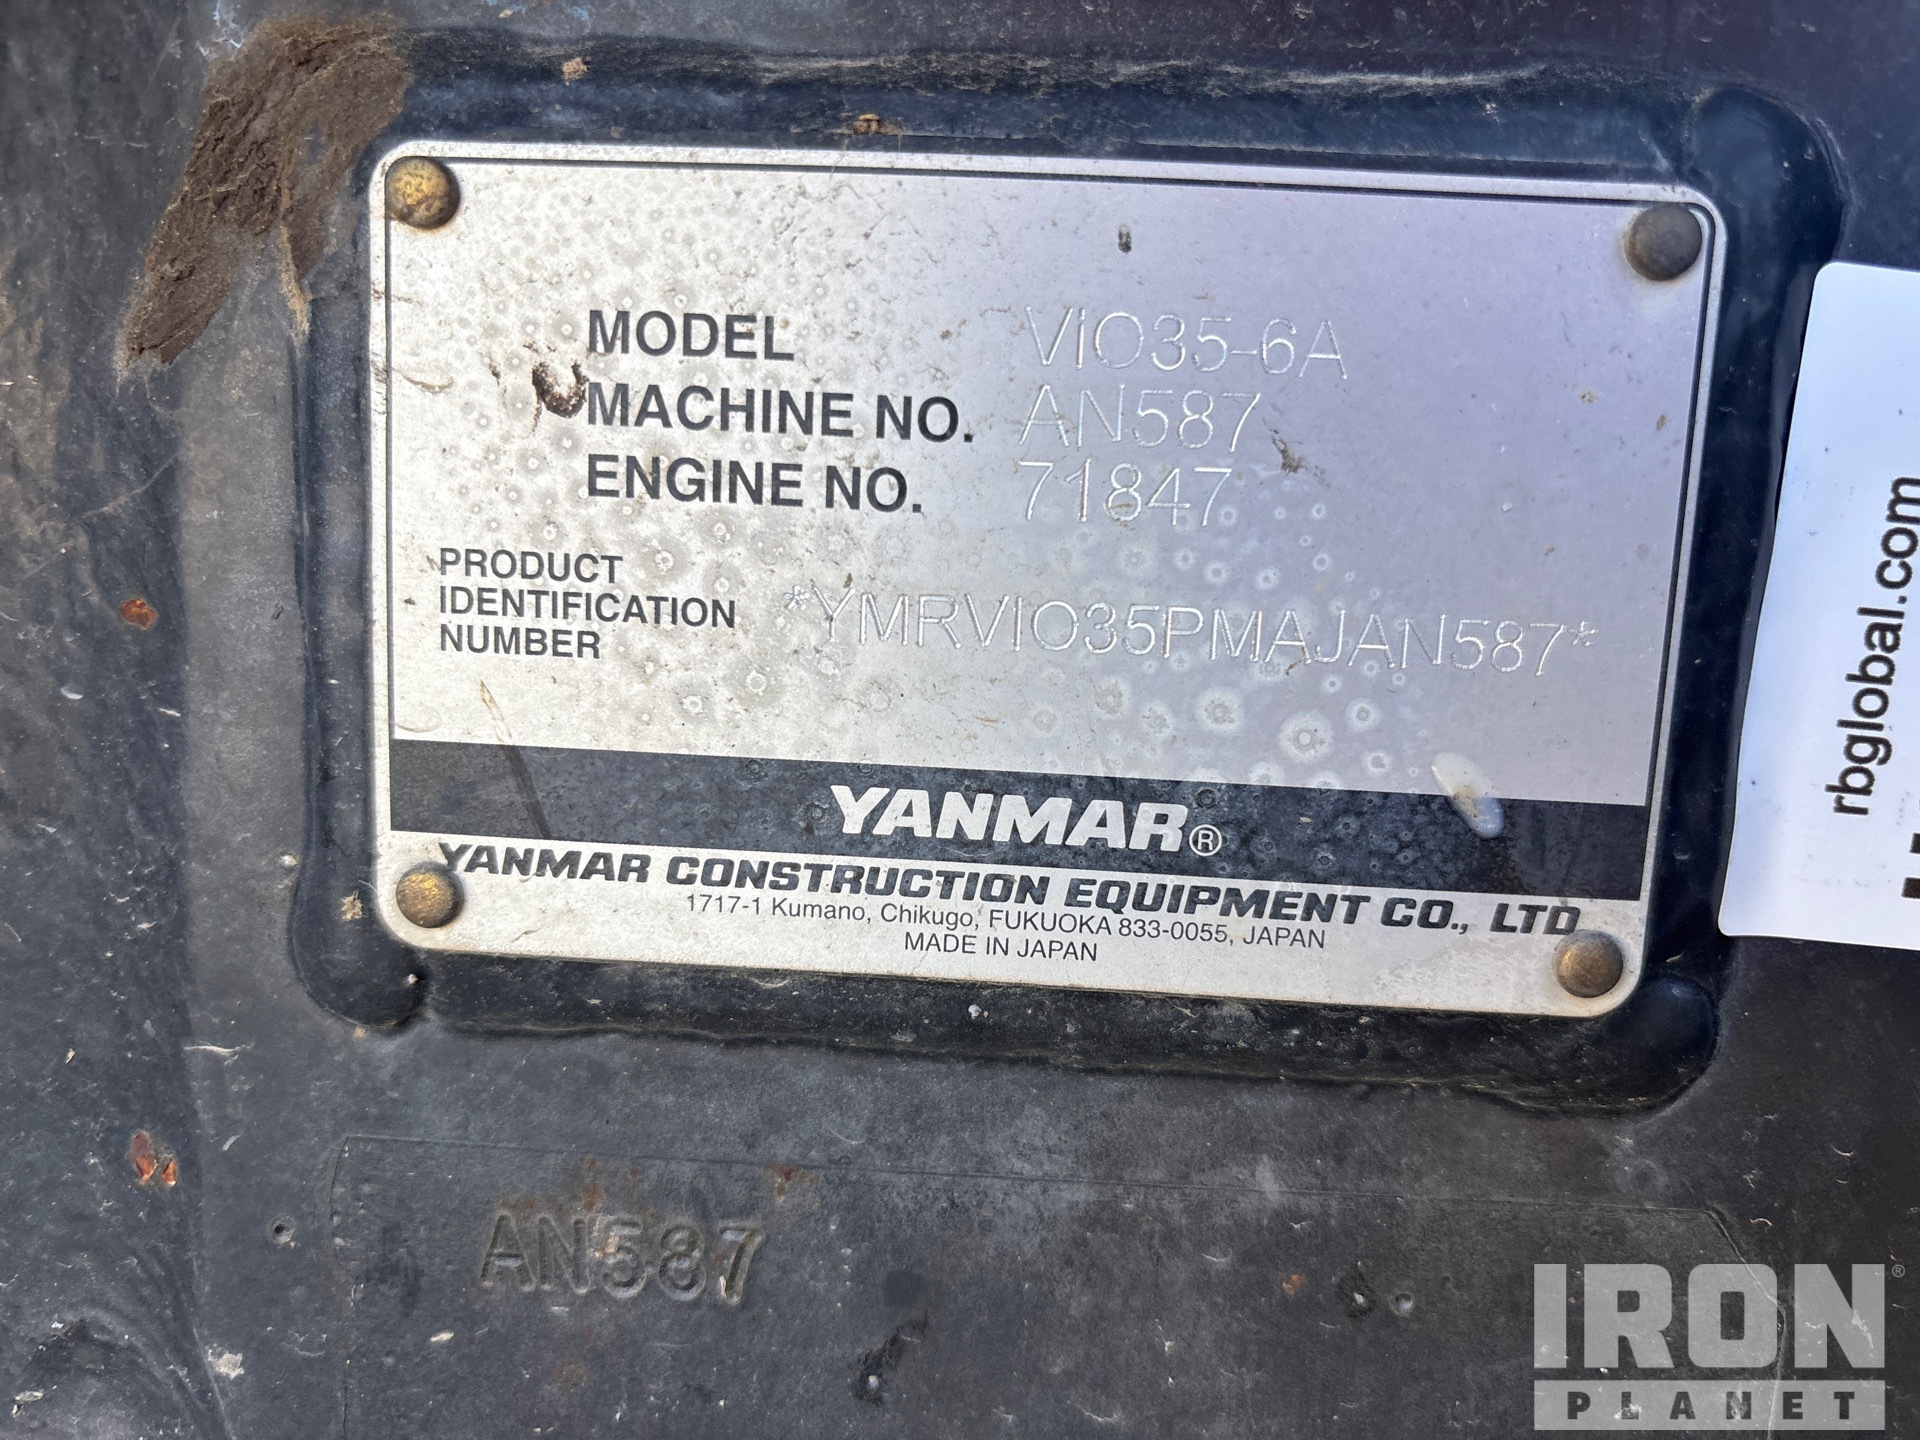 MODEL VIO35-6A
MACHINE NO. AN587
ENGINE NO. 71847
PRODUCT
IDENTIFICATION
NUMBER
*YMRVIO35PMAJAN587*
YANMAR®
YANMAR CONSTRUCTION EQUIPMENT CO., LTD
1717-1 Kumano, Chikugo, FUKUOKA 833-0055, JAPAN
MADE IN JAPAN
AN587
rbglobal.com
IRON®
PLANET